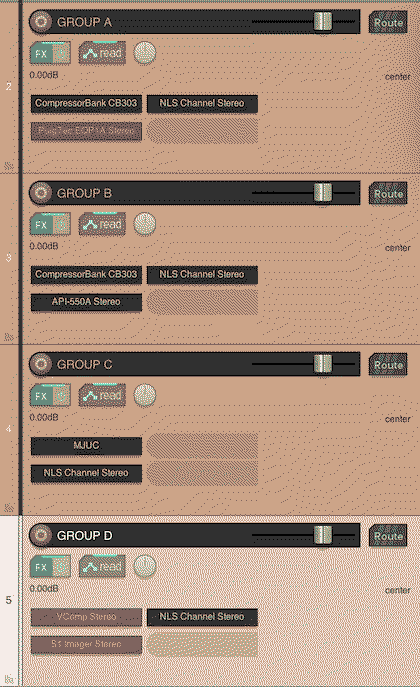 GROUP A
Route
2
FX
read
0.00dB
center
CompressorBank CB303 NLS Channel Stereo
PuigTec EQP1A Stereo
GROUP B
Route
3
FX
read
0.00dB
center
CompressorBank CB303 NLS Channel Stereo
API-550A Stereo
GROUP C
Route
4
FX
read
0.00dB
center
MJUC
NLS Channel Stereo
GROUP D
Route
5
FX
read
0.00dB
center
VComp Stereo NLS Channel Stereo
S1 Imager Stereo